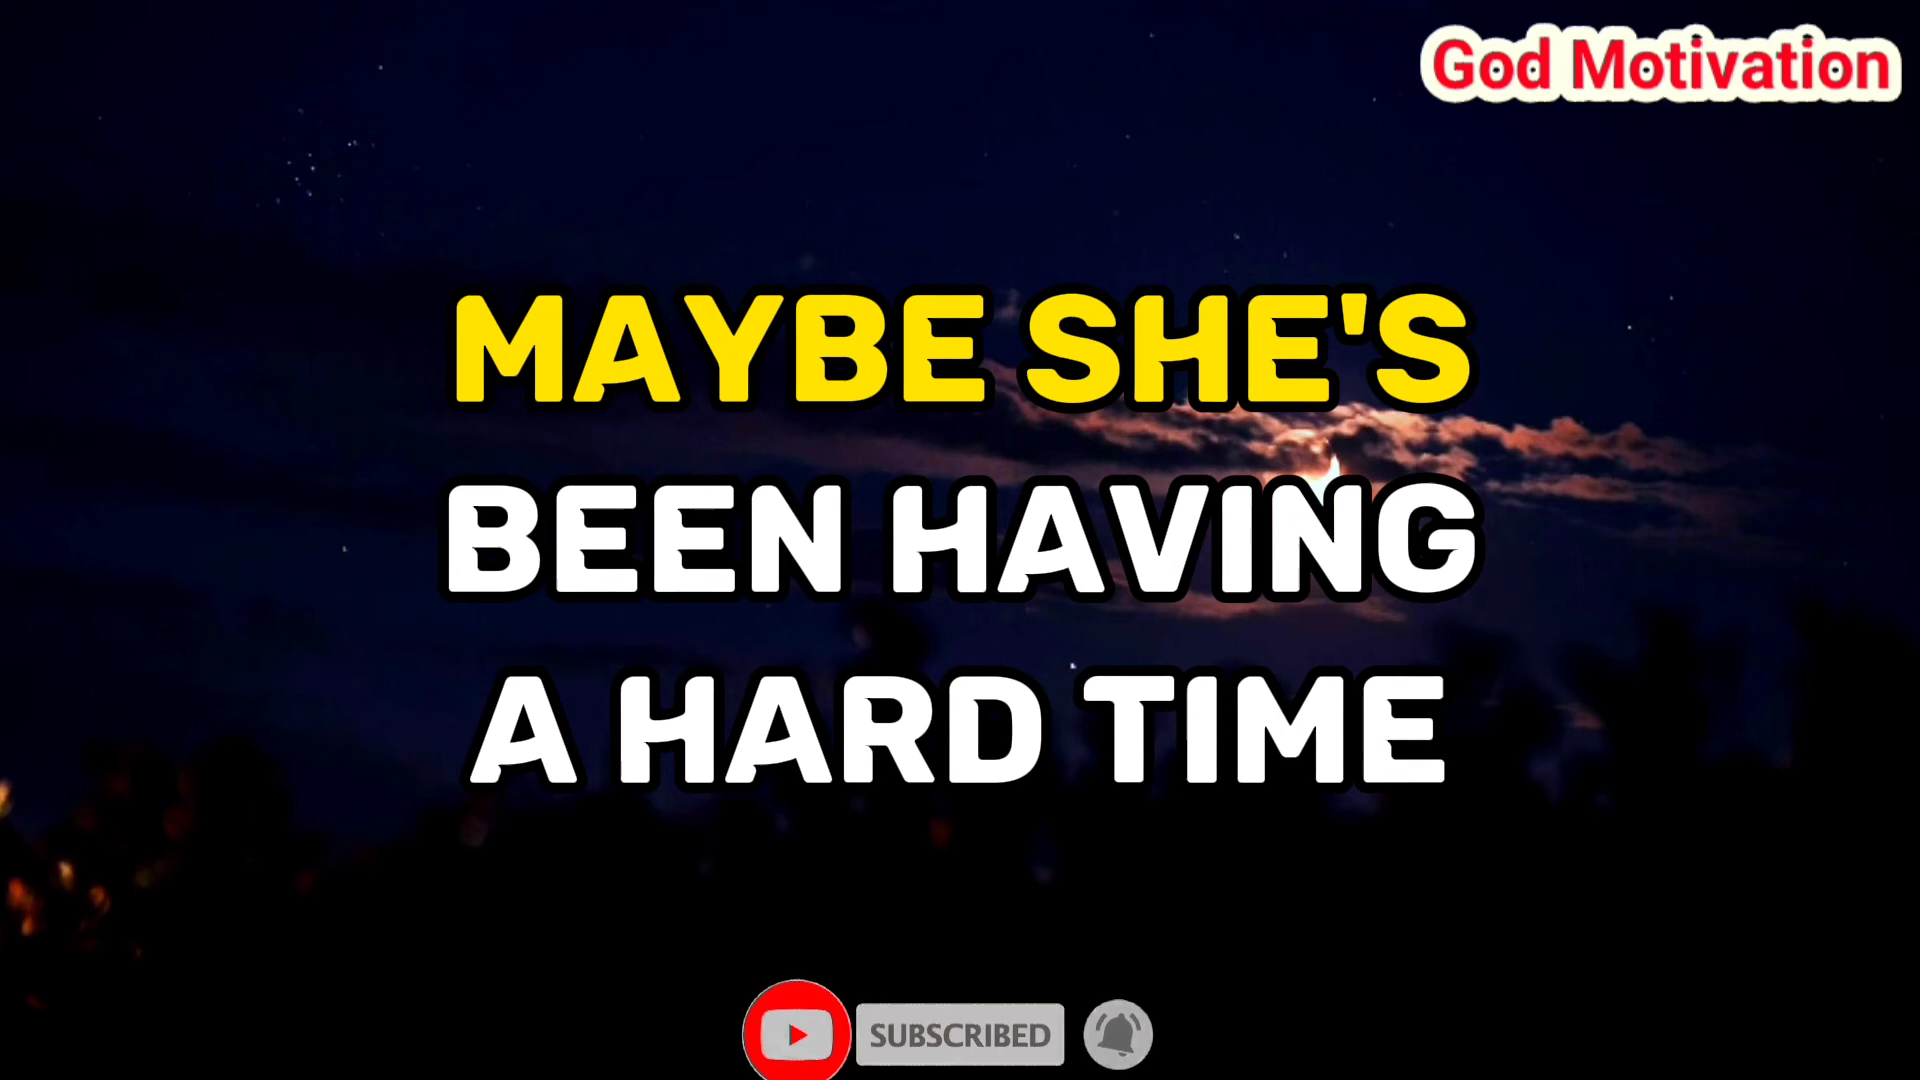 God Motivation
MAYBE SHE'S
BEEN HAVING
A HARD TIME
SUBSCRIBED